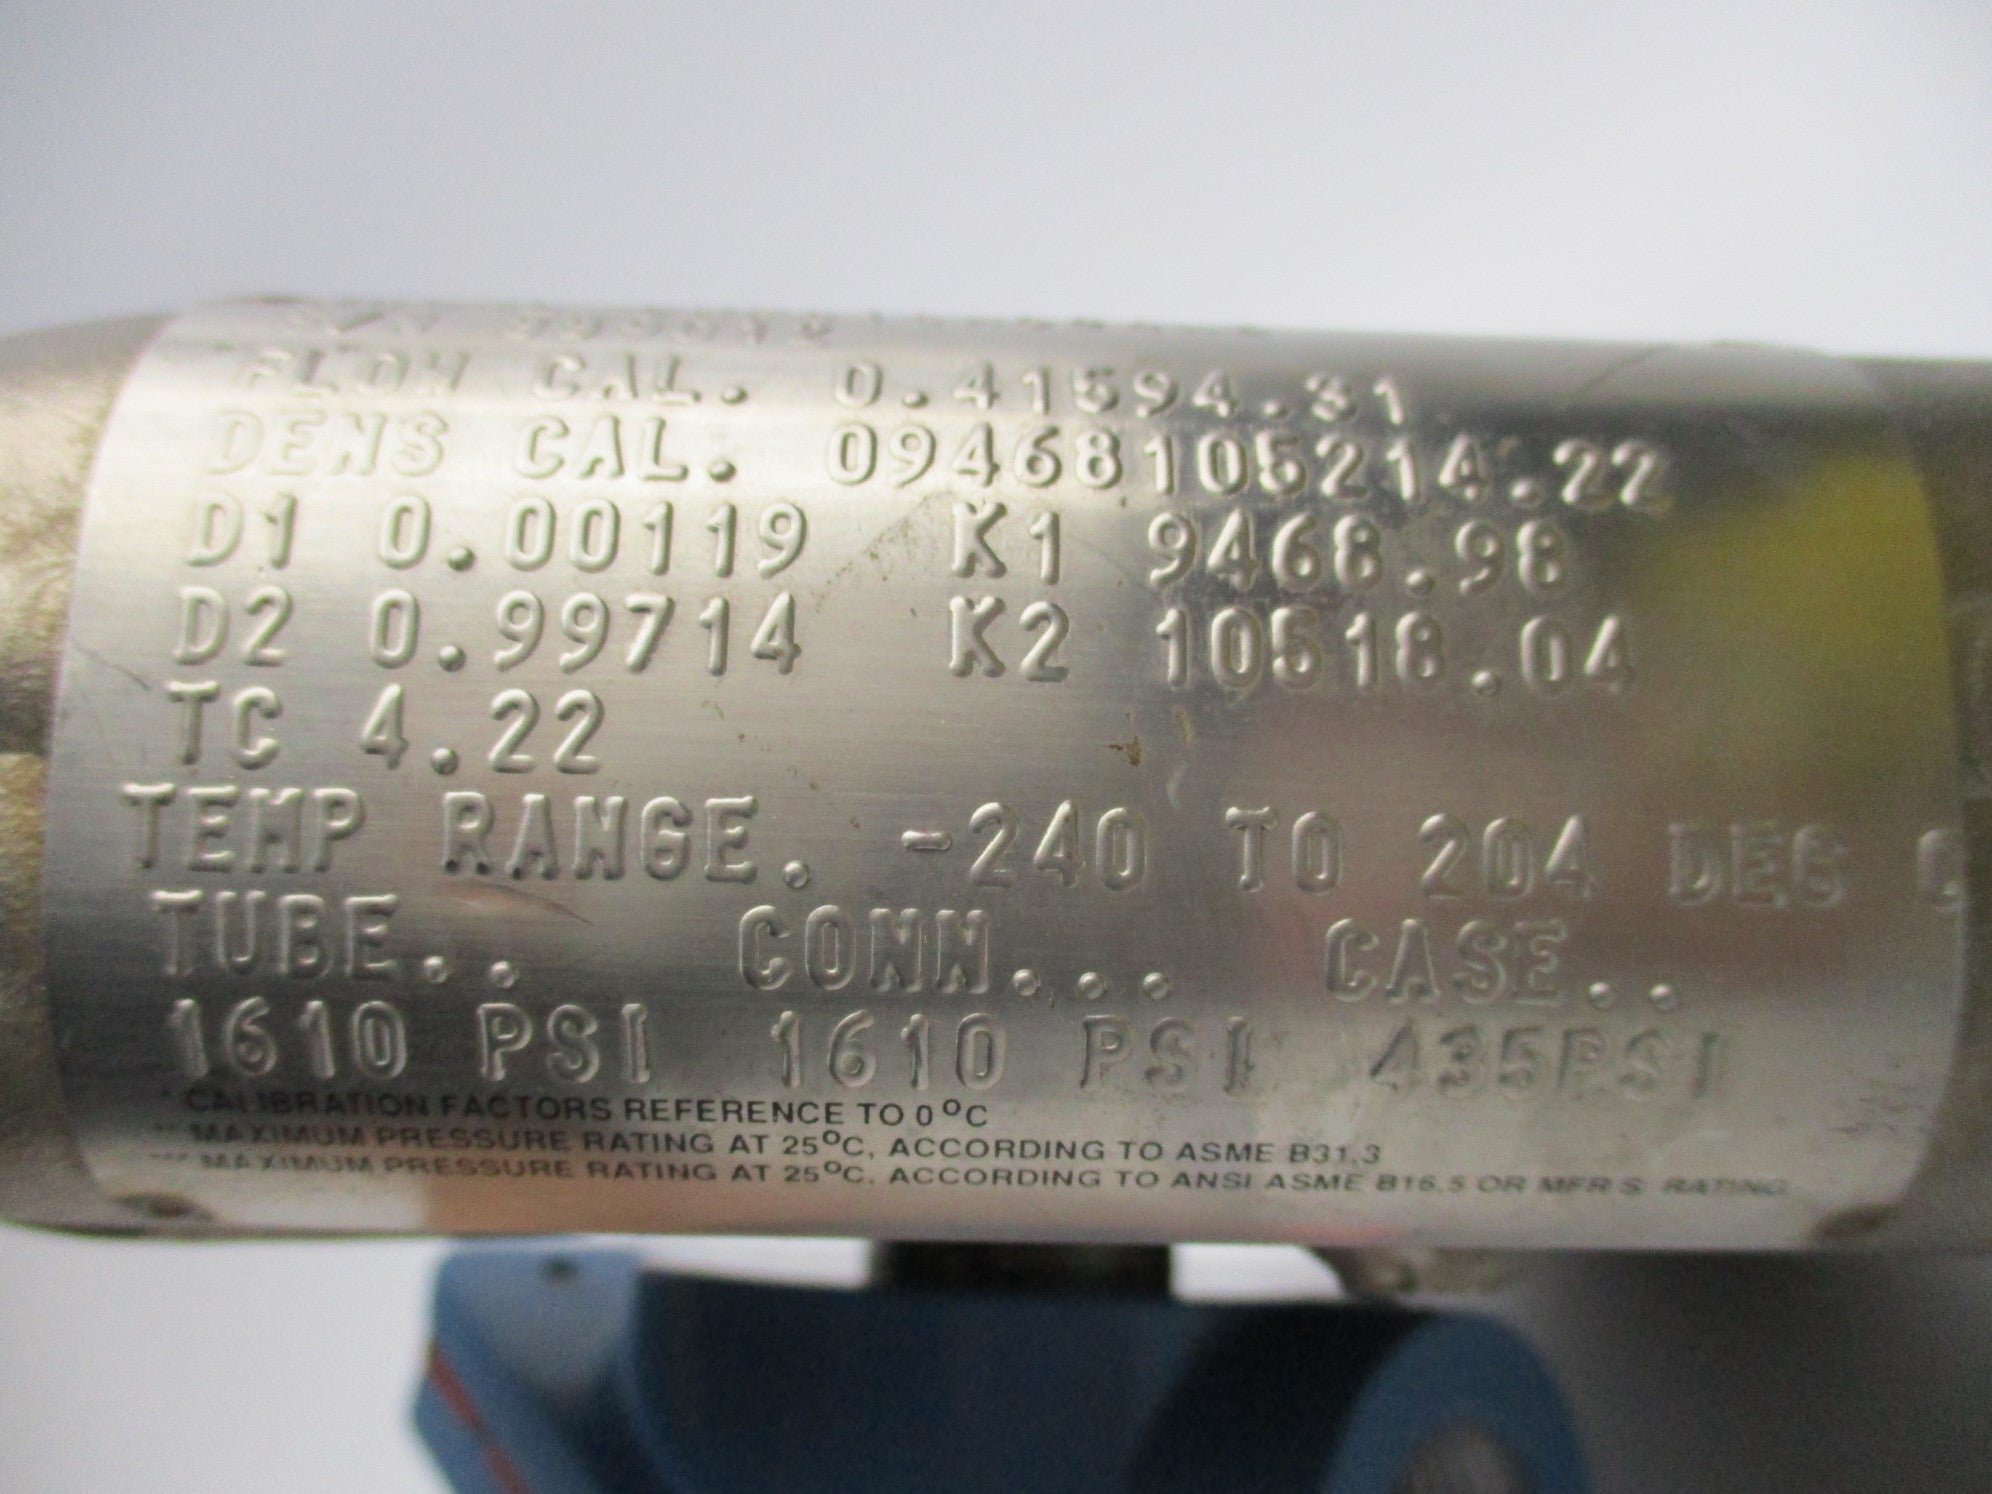 FLOW CAL. 0.41594.31
DENS CAL. 09468105214.22
D1 0.00119 K1 9468.98
D2 0.99714 K2 10518.04
TC 4.22
TEMP RANGE. -240 TO 204 DEG C
TUBE.. CONN... CASE..
1610 PSI 1610 PSI 435PSI
* CALIBRATION FACTORS REFERENCE TO 0°C
** MAXIMUM PRESSURE RATING AT 25°C, ACCORDING TO ASME B31.3
*** MAXIMUM PRESSURE RATING AT 25°C, ACCORDING TO ANSI ASME B16.5 OR MFR'S RATING